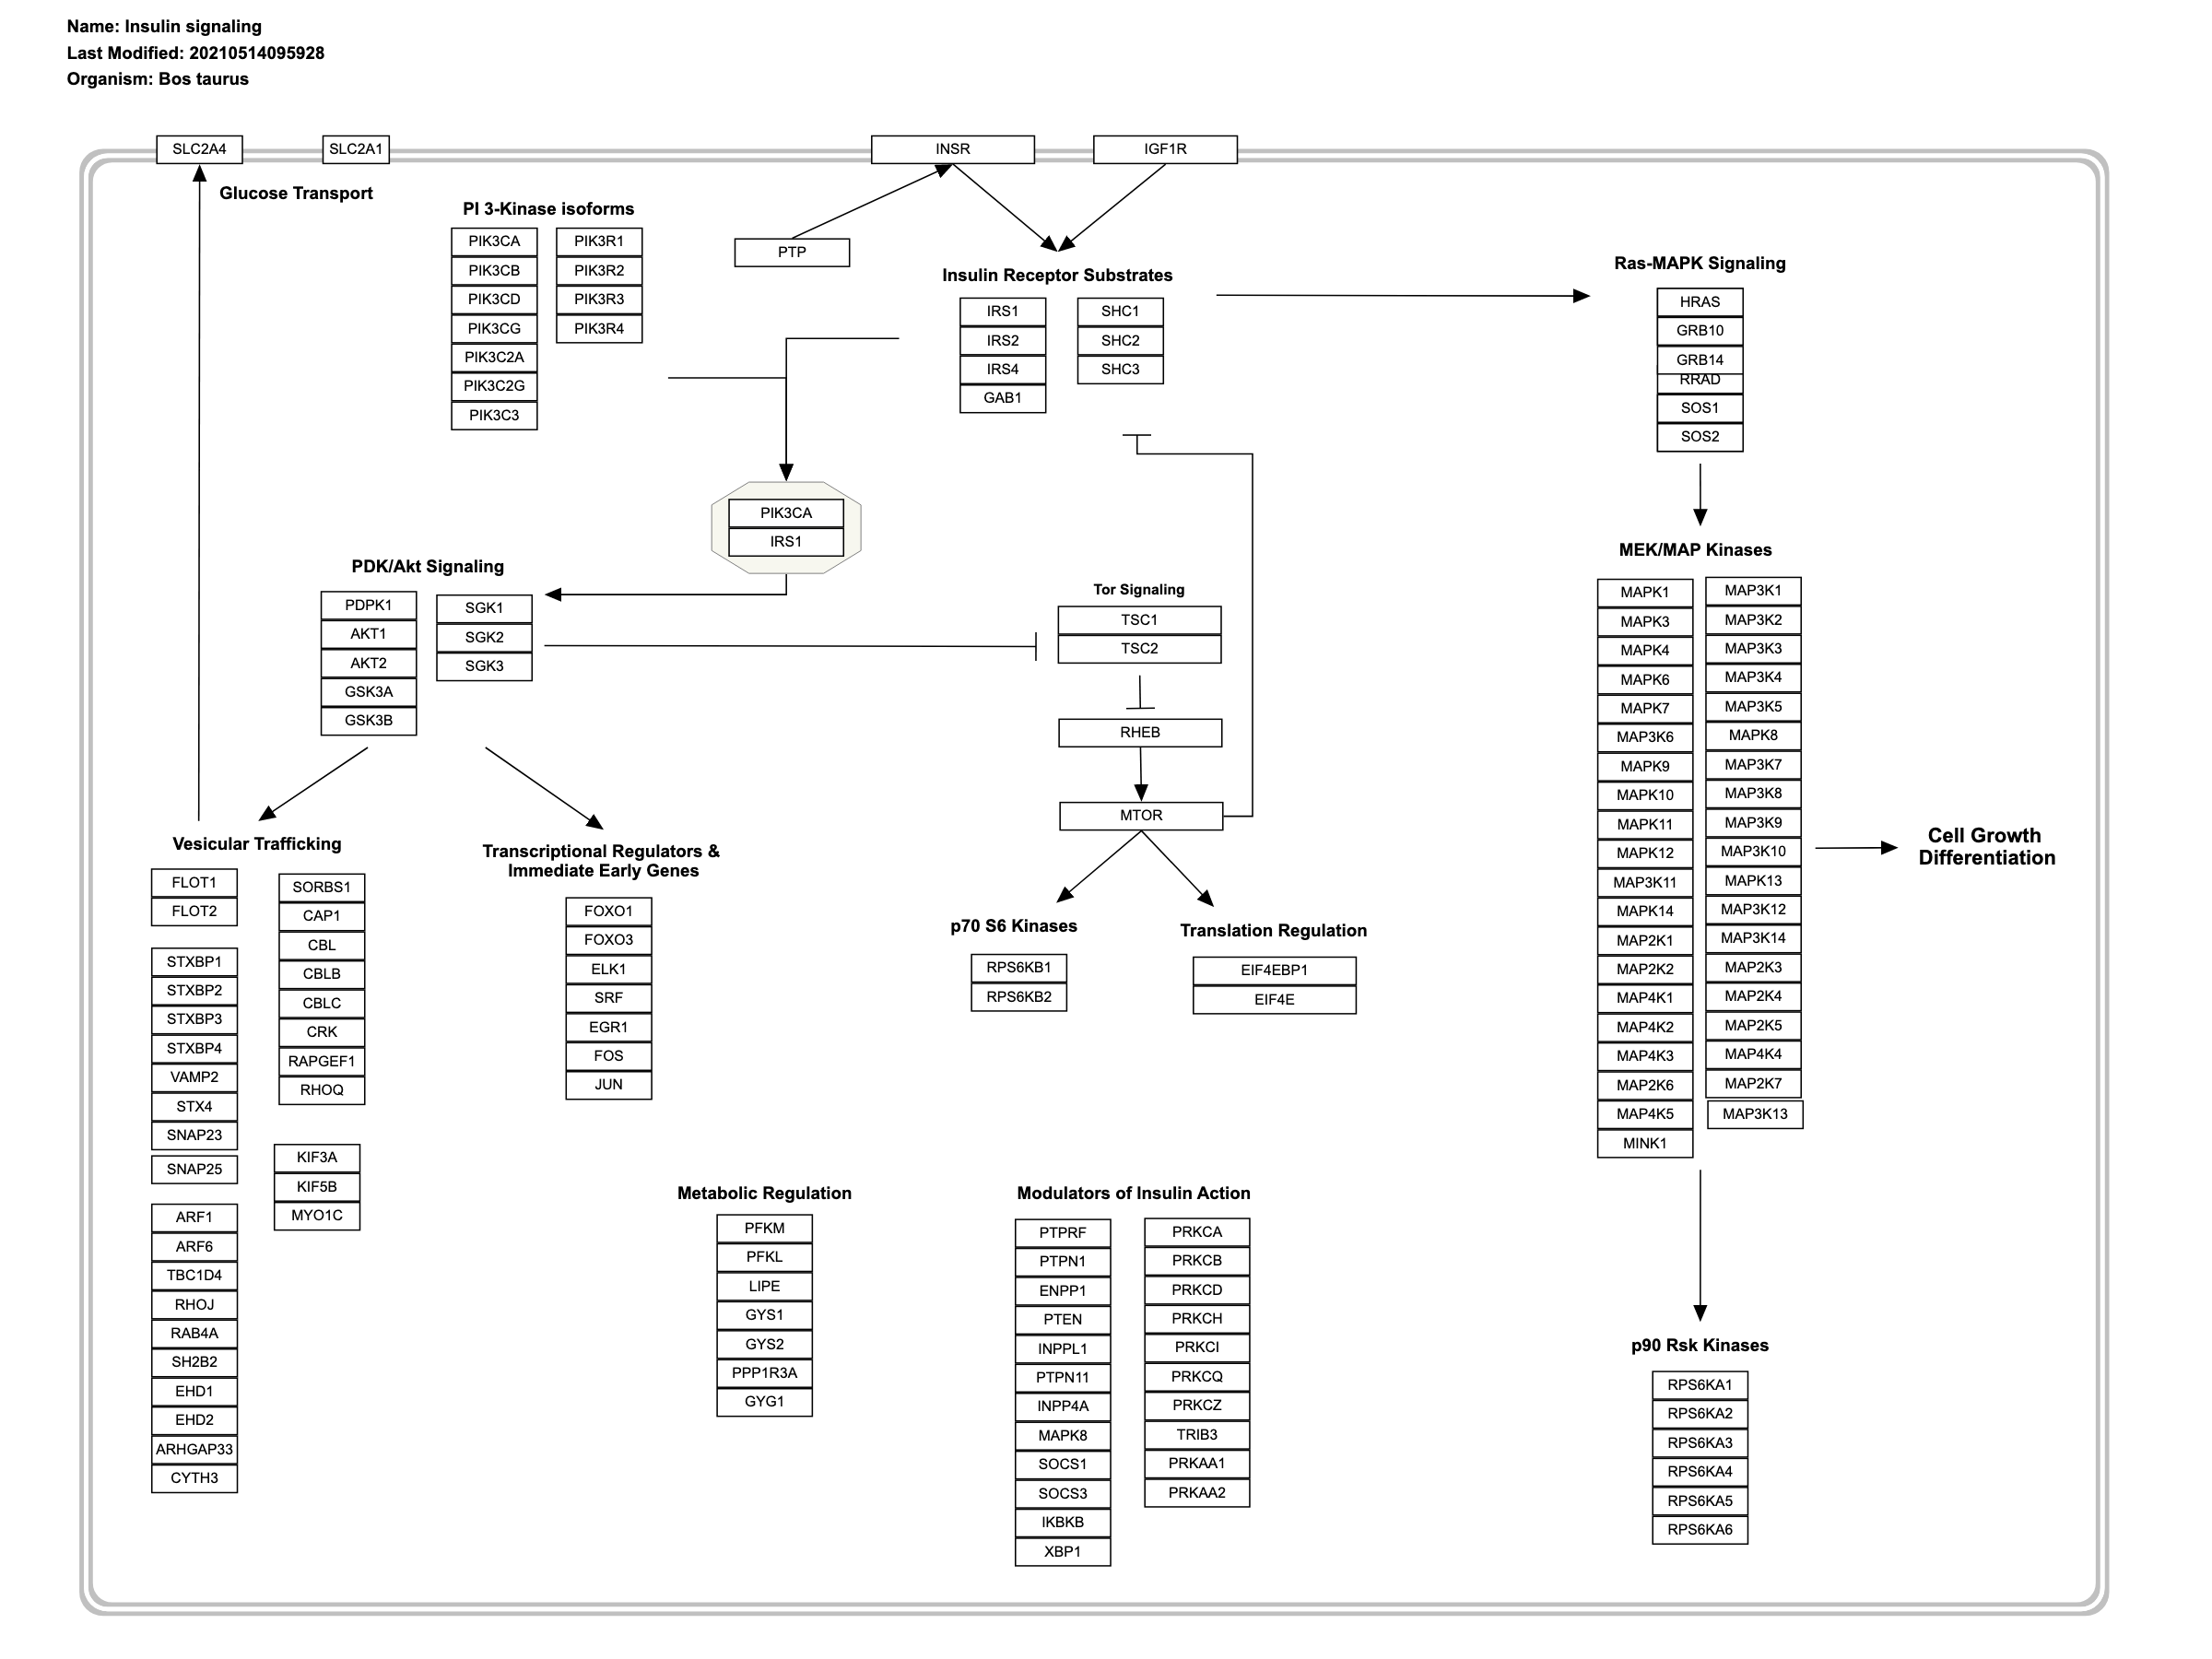 Name: Insulin signaling
Last Modified: 20210514095928
Organism: Bos taurus
SLC2A4
SLC2A1
INSR
IGF1R
Glucose Transport
PI 3-Kinase isoforms
PIK3CA
PIK3CB
PIK3CD
PIK3CG
PIK3C2A
PIK3C2G
PIK3C3
PIK3R1
PIK3R2
PIK3R3
PIK3R4
PTP
Insulin Receptor Substrates
IRS1
IRS2
IRS4
GAB1
SHC1
SHC2
SHC3
Ras-MAPK Signaling
HRAS
GRB10
GRB14
RRAD
SOS1
SOS2
PIK3CA
IRS1
PDK/Akt Signaling
PDPK1
AKT1
AKT2
GSK3A
GSK3B
SGK1
SGK2
SGK3
Tor Signaling
TSC1
TSC2
RHEB
MTOR
MEK/MAP Kinases
MAPK1
MAPK3
MAPK4
MAPK6
MAPK7
MAP3K6
MAPK9
MAPK10
MAPK11
MAPK12
MAP3K11
MAPK14
MAP2K1
MAP2K2
MAP4K1
MAP4K2
MAP4K3
MAP2K6
MAP4K5
MINK1
MAP3K1
MAP3K2
MAP3K3
MAP3K4
MAP3K5
MAPK8
MAP3K7
MAP3K8
MAP3K9
MAP3K10
MAPK13
MAP3K12
MAP3K14
MAP2K3
MAP2K4
MAP2K5
MAP4K4
MAP2K7
MAP3K13
Cell Growth
Differentiation
Vesicular Trafficking
FLOT1
FLOT2
STXBP1
STXBP2
STXBP3
STXBP4
VAMP2
STX4
SNAP23
SNAP25
ARF1
ARF6
TBC1D4
RHOJ
RAB4A
SH2B2
EHD1
EHD2
ARHGAP33
CYTH3
SORBS1
CAP1
CBL
CBLB
CBLC
CRK
RAPGEF1
RHOQ
KIF3A
KIF5B
MYO1C
Transcriptional Regulators &
Immediate Early Genes
FOXO1
FOXO3
ELK1
SRF
EGR1
FOS
JUN
p70 S6 Kinases
RPS6KB1
RPS6KB2
Translation Regulation
EIF4EBP1
EIF4E
Metabolic Regulation
PFKM
PFKL
LIPE
GYS1
GYS2
PPP1R3A
GYG1
Modulators of Insulin Action
PTPRF
PTPN1
ENPP1
PTEN
INPPL1
PTPN11
INPP4A
MAPK8
SOCS1
SOCS3
IKBKB
XBP1
PRKCA
PRKCB
PRKCD
PRKCH
PRKCI
PRKCQ
PRKCZ
TRIB3
PRKAA1
PRKAA2
p90 Rsk Kinases
RPS6KA1
RPS6KA2
RPS6KA3
RPS6KA4
RPS6KA5
RPS6KA6